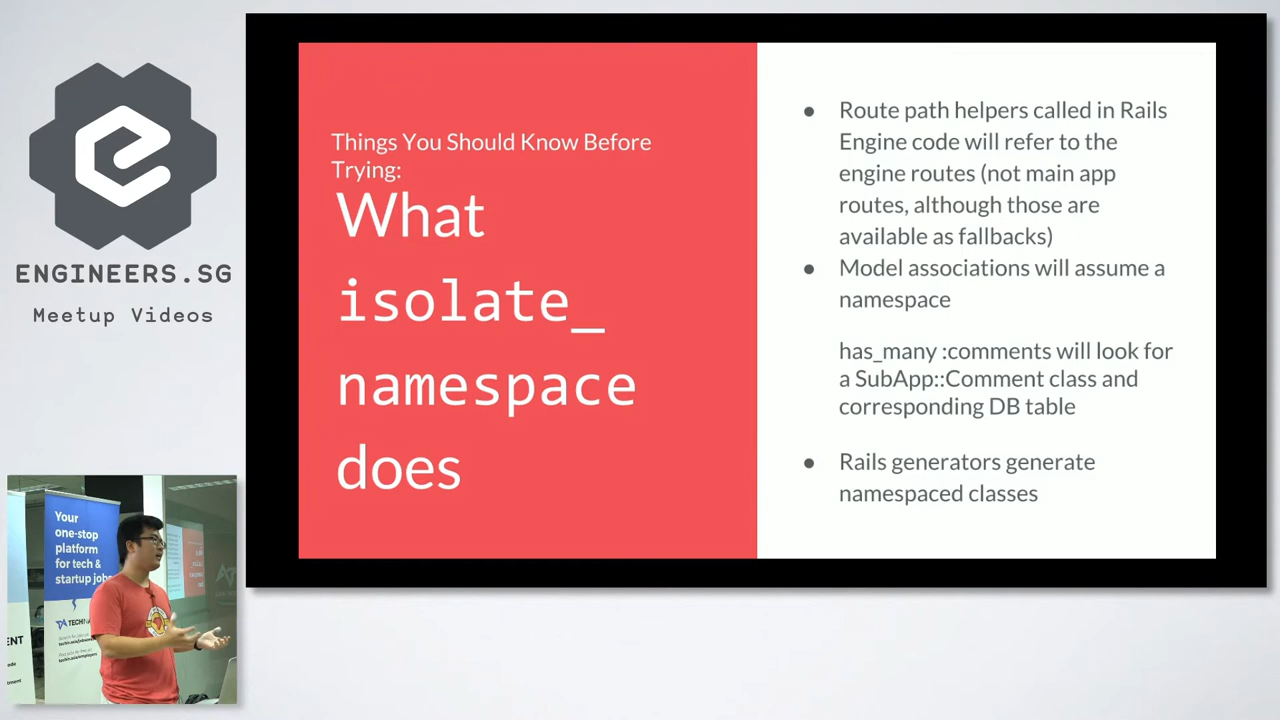 ENGINEERS.SG
Meetup Videos
Things You Should Know Before
Trying:
What
isolate_
namespace
does
● Route path helpers called in Rails
Engine code will refer to the
engine routes (not main app
routes, although those are
available as fallbacks)
● Model associations will assume a
namespace
has_many :comments will look for
a SubApp::Comment class and
corresponding DB table
● Rails generators generate
namespaced classes
Your
one-stop
platform
for tech &
startup jobs